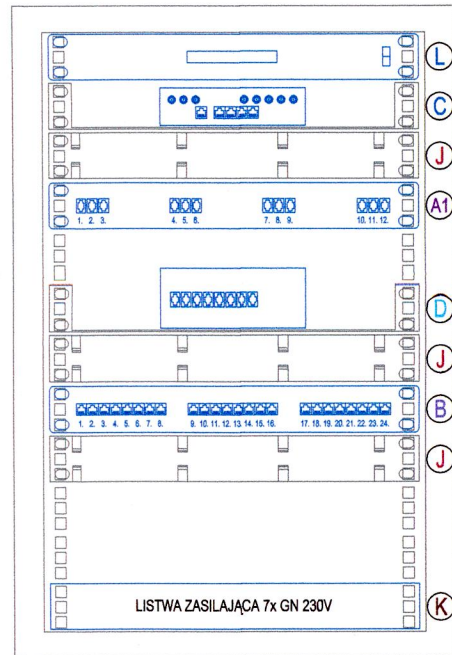 L
C
J
A1
1. 2. 3. 4. 5. 6. 7. 8. 9. 10. 11. 12.
D
J
B
1. 2. 3. 4. 5. 6. 7. 8. 9. 10. 11. 12. 13. 14. 15. 16. 17. 18. 19. 20. 21. 22. 23. 24.
J
LISTWA ZASILAJĄCA 7x GN 230V
K